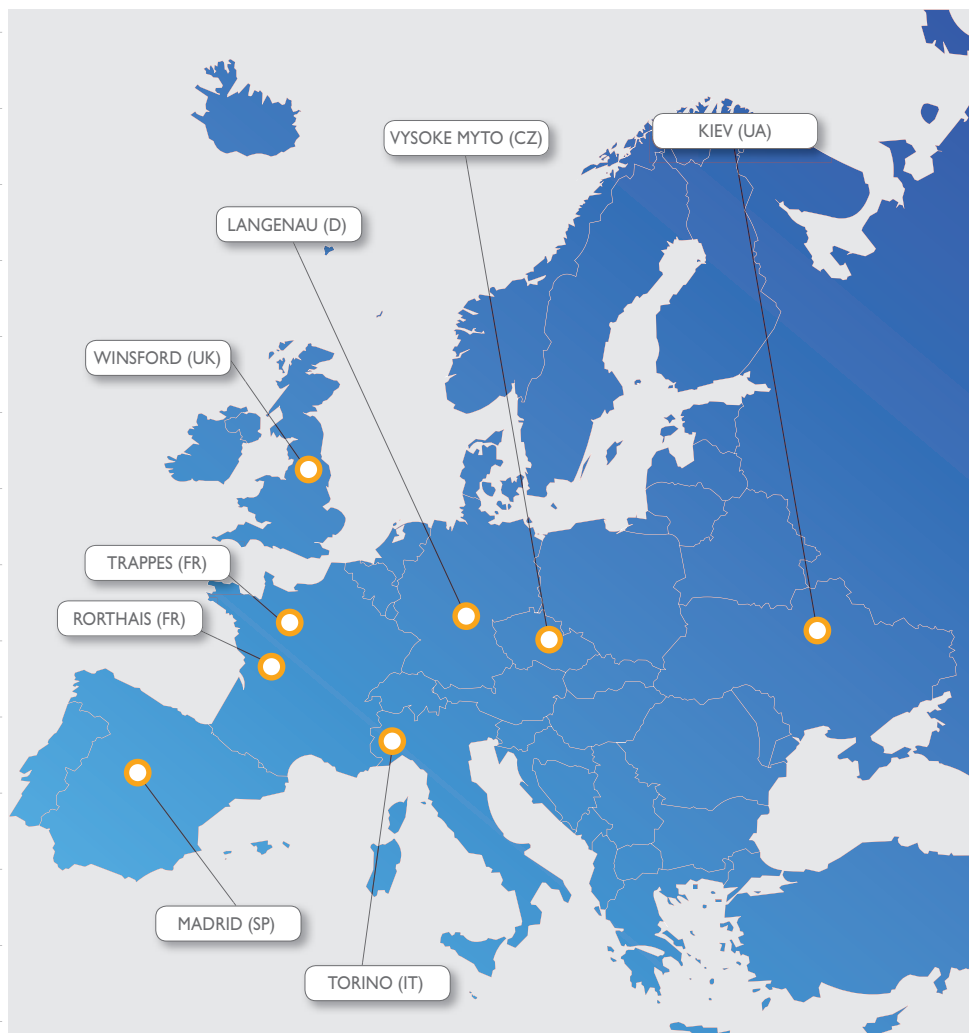 KIEV (UA)
VYSOKE MYTO (CZ)
LANGENAU (D)
WINSFORD (UK)
TRAPPES (FR)
RORTHAIS (FR)
MADRID (SP)
TORINO (IT)